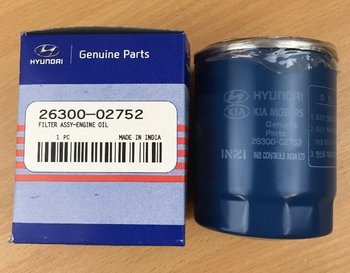 HYUNDAI
Genuine Parts
26300-02752
FILTER ASSY-ENGINE OIL
1 PC
MADE IN INDIA
HYUNDAI KIA MOTORS
KIA
Genuine
Parts
26300-02752
INZI